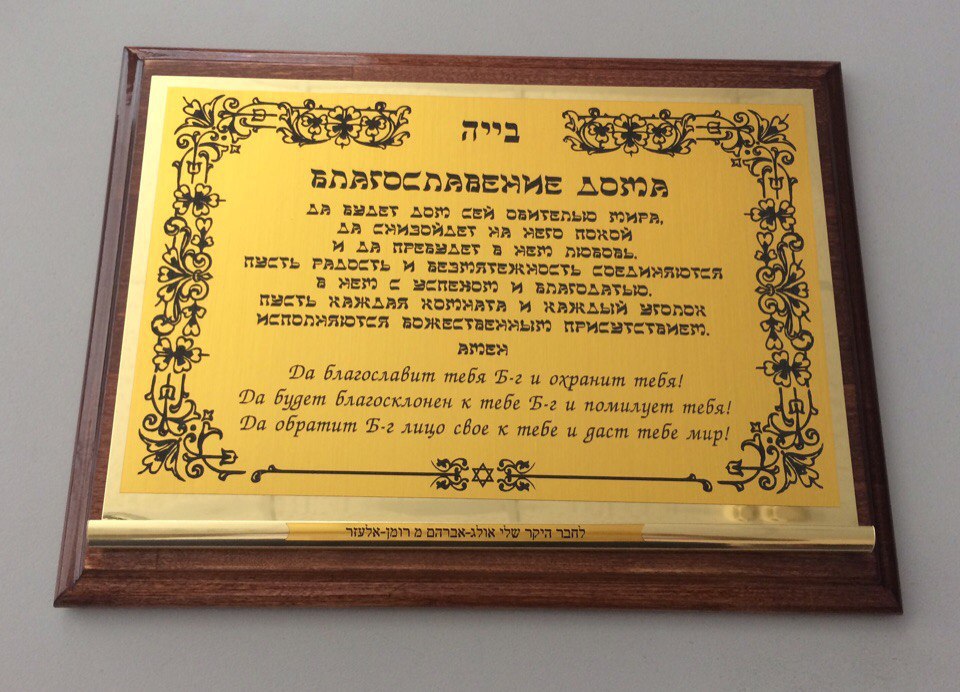 בייה
БЛАГОСЛАВЕНИЕ ДОМА
ДА БУДЕТ ДОМ СЕЙ ОБИТЕЛЬЮ МИРА,
ДА СНИЗОЙДЕТ НА НЕГО ПОКОЙ
И ДА ПРЕБУДЕТ В НЕМ ЛЮБОВЬ.
ПУСТЬ РАДОСТЬ И БЕЗМЯТЕЖНОСТЬ СОЕДИНЯЮТСЯ
В НЕМ С УСПЕХОМ И БЛАГОДАТЬЮ.
ПУСТЬ КАЖДАЯ КОМНАТА И КАЖДЫЙ УГОЛОК
ИСПОЛНЯЮТСЯ БОЖЕСТВЕННЫМ ПРИСУТСТВИЕМ.
АМЕН
Да благославит тебя Б-г и охранит тебя!
Да будет благосклонен к тебе Б-г и помилует тебя!
Да обратит Б-г лицо свое к тебе и даст тебе мир!
לחבר היקר שלי אולג-אברהם מ רומן-אלעזר